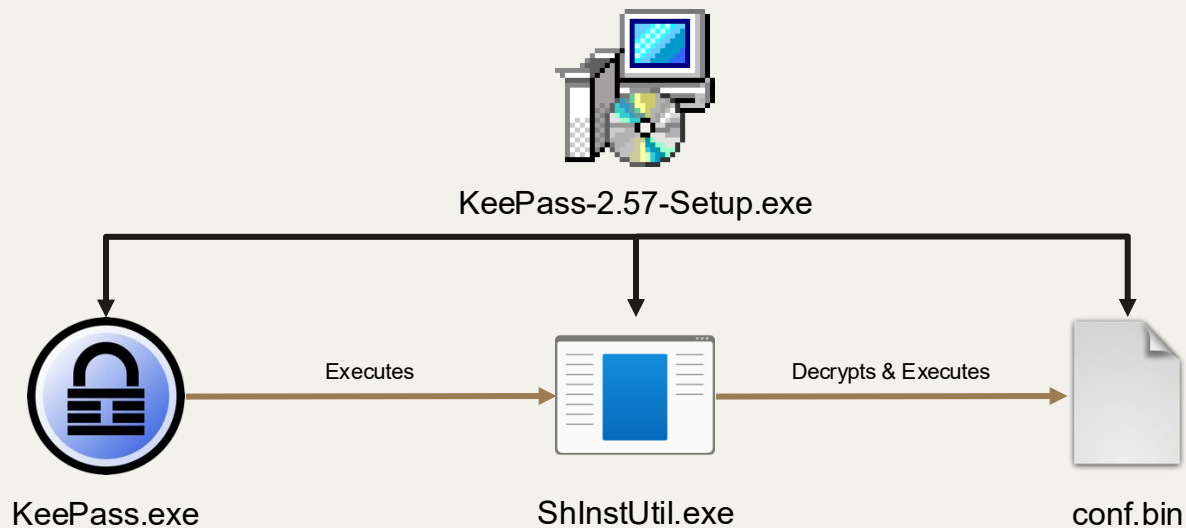 KeePass-2.57-Setup.exe
Executes
Decrypts & Executes
KeePass.exe
ShInstUtil.exe
conf.bin